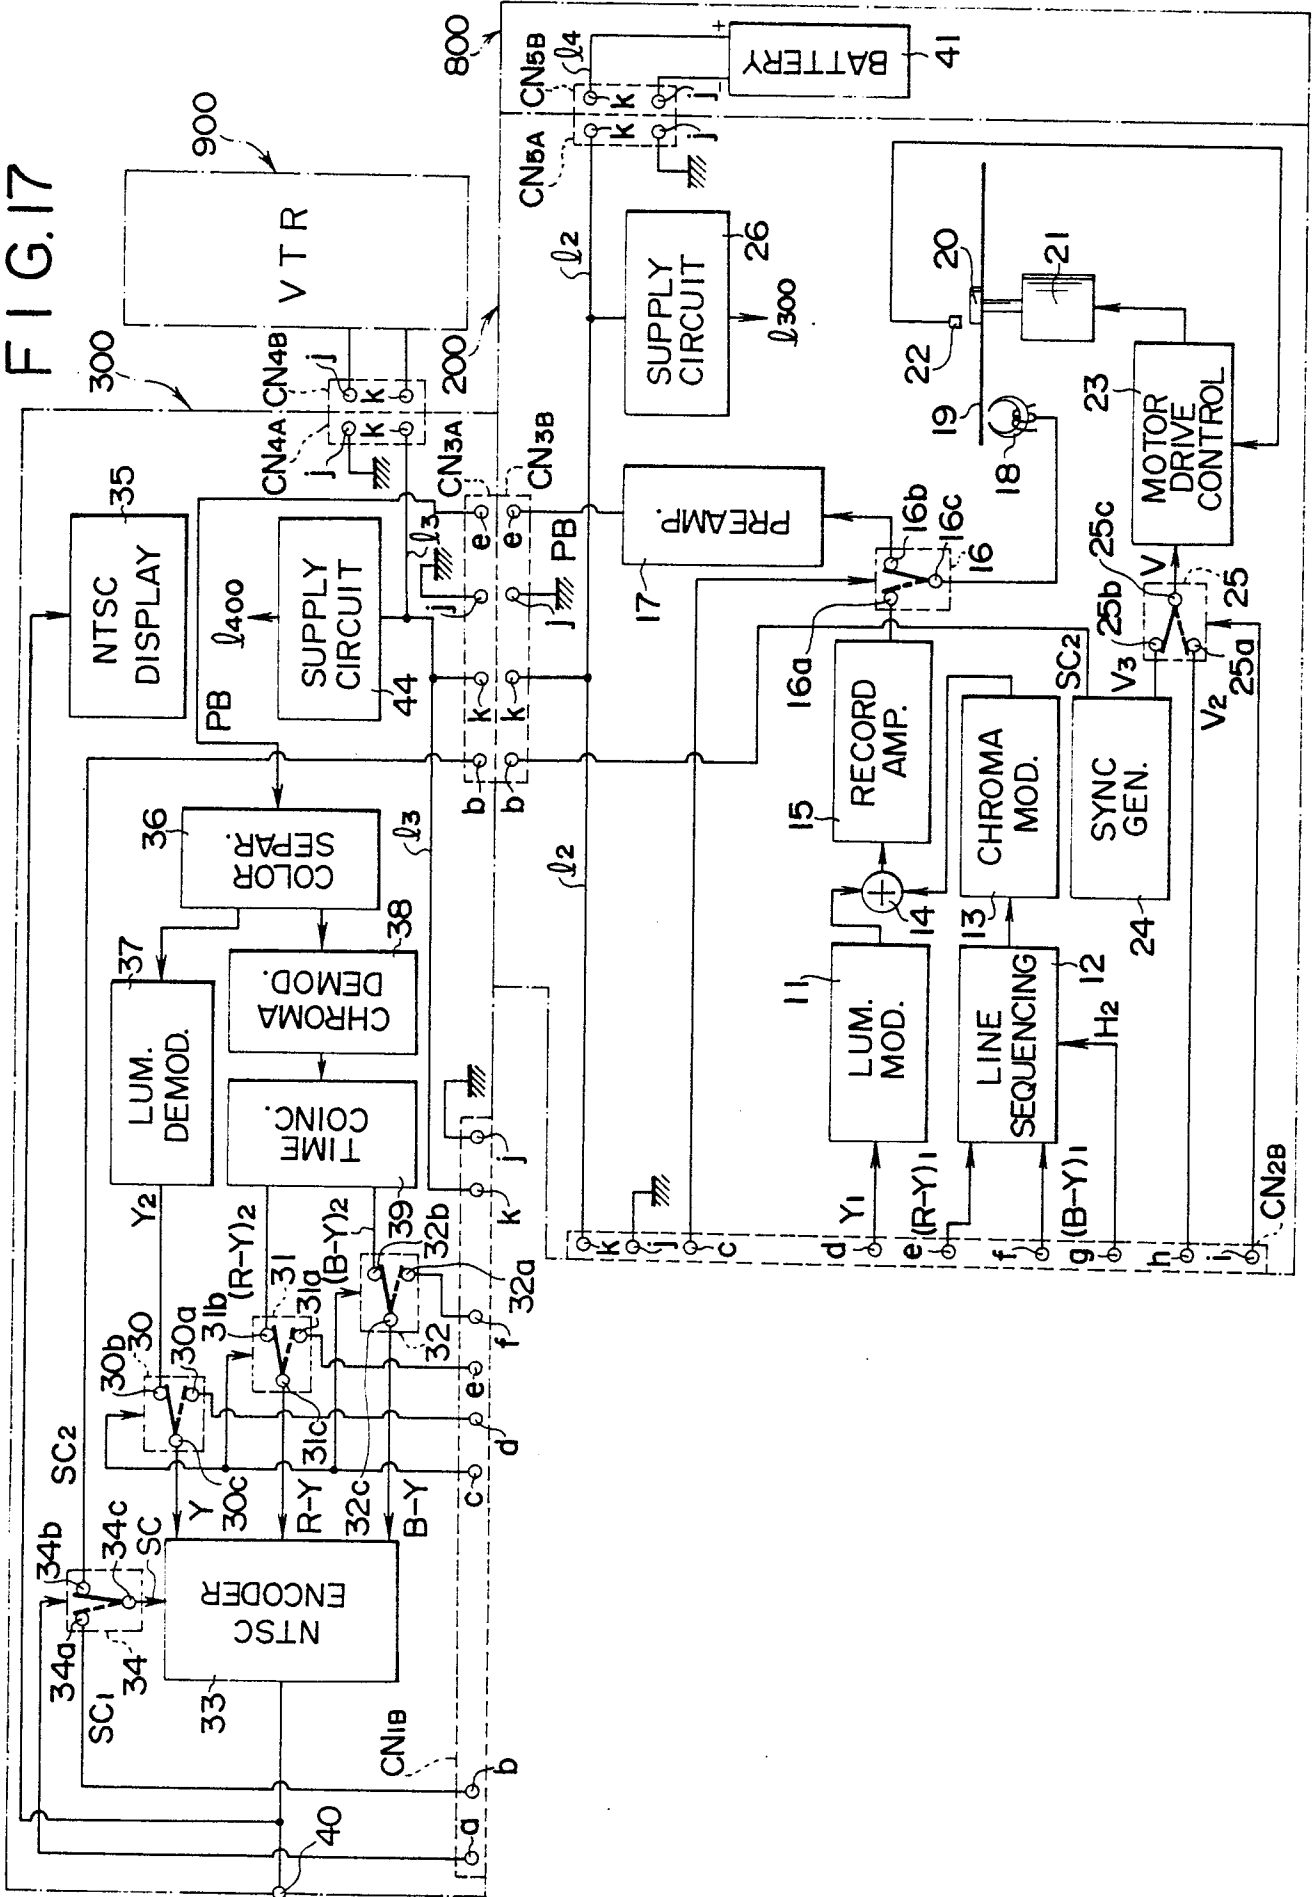 FIG. 17
300
900
VTR
CN4A
CN4B
j
j
k
k
35
NTSC
DISPLAY
PB
l400
SUPPLY
CIRCUIT
44
l3
CN3A
CN3B
e
e
j
j
k
k
b
b
PB
36
COLOR
SEPAR.
37
LUM.
DEMOD.
38
CHROMA
DEMOD.
TIME
COINC.
39
l3
Y2
(R-Y)2
(B-Y)2
30b
30
30a
30c
31b
31
31a
31c
32b
32a
32
32c
SC2
34b
34c
34a
34
SC
SC1
Y
R-Y
B-Y
NTSC
ENCODER
33
40
CN1B
a
b
c
d
e
f
k
j
200
800
CN5A
CN5B
k
k
j
j
l4
+
-
BATTERY
41
l2
SUPPLY
CIRCUIT
26
l300
l2
PREAMP.
17
16b
16c
16
16a
20
21
22
19
18
MOTOR
DRIVE
CONTROL
23
V
25c
25b
25
25a
V3
V2
SC2
RECORD
AMP.
15
14
CHROMA
MOD.
13
SYNC
GEN.
24
LUM.
MOD.
11
LINE
SEQUENCING
12
H2
Y1
(R-Y)1
(B-Y)1
k
j
c
d
e
f
g
h
i
CN2B